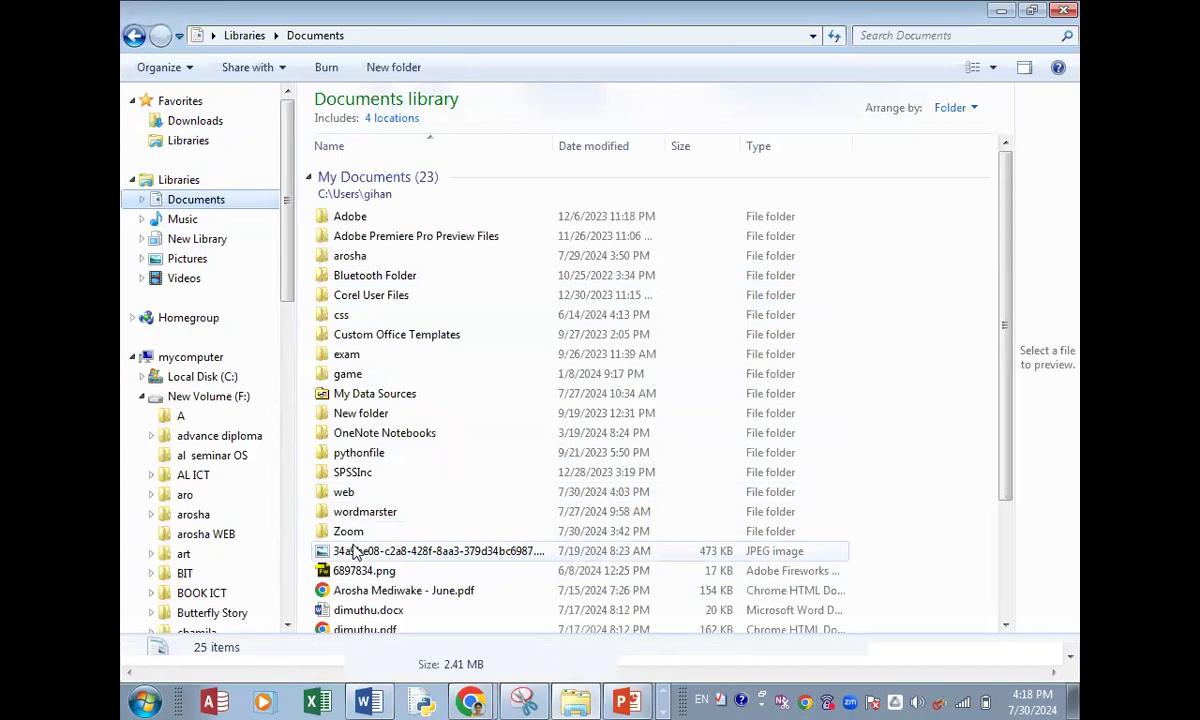 Libraries Documents
Search Documents
Organize Share with Burn New folder
Favorites
Downloads
Libraries
Libraries
Documents
Music
New Library
Pictures
Videos
Homegroup
mycomputer
Local Disk (C:)
New Volume (F:)
A
advance diploma
al seminar OS
AL ICT
aro
arosha
arosha WEB
art
BIT
BOOK ICT
Butterfly Story
chamila
Documents library
Includes: 4 locations
Arrange by: Folder
Name Date modified Size Type
My Documents (23)
C:\Users\gihan
Adobe 12/6/2023 11:18 PM File folder
Adobe Premiere Pro Preview Files 11/26/2023 11:06 ... File folder
arosha 7/29/2024 3:50 PM File folder
Bluetooth Folder 10/25/2022 3:34 PM File folder
Corel User Files 12/30/2023 11:15 ... File folder
css 6/14/2024 4:13 PM File folder
Custom Office Templates 9/27/2023 2:05 PM File folder
exam 9/26/2023 11:39 AM File folder
game 1/8/2024 9:17 PM File folder
My Data Sources 7/27/2024 10:34 AM File folder
New folder 9/19/2023 12:31 PM File folder
OneNote Notebooks 3/19/2024 8:24 PM File folder
pythonfile 9/21/2023 5:50 PM File folder
SPSSInc 12/28/2023 3:19 PM File folder
web 7/30/2024 4:03 PM File folder
wordmarster 7/27/2024 9:58 AM File folder
Zoom 7/30/2024 3:42 PM File folder
7/19/2024 8:23 AM 473 KB JPEG image
6897834.png 6/8/2024 12:25 PM 17 KB Adobe Fireworks ...
Arosha Mediwake - June.pdf 7/15/2024 7:26 PM 154 KB Chrome HTML Do...
dimuthu.docx 7/17/2024 8:12 PM 20 KB Microsoft Word D...
dimuthu.pdf 7/17/2024 8:12 PM 162 KB Chrome HTML Do...
Select a file
to preview.
25 items
Size: 2.41 MB
EN
4:18 PM
7/30/2024